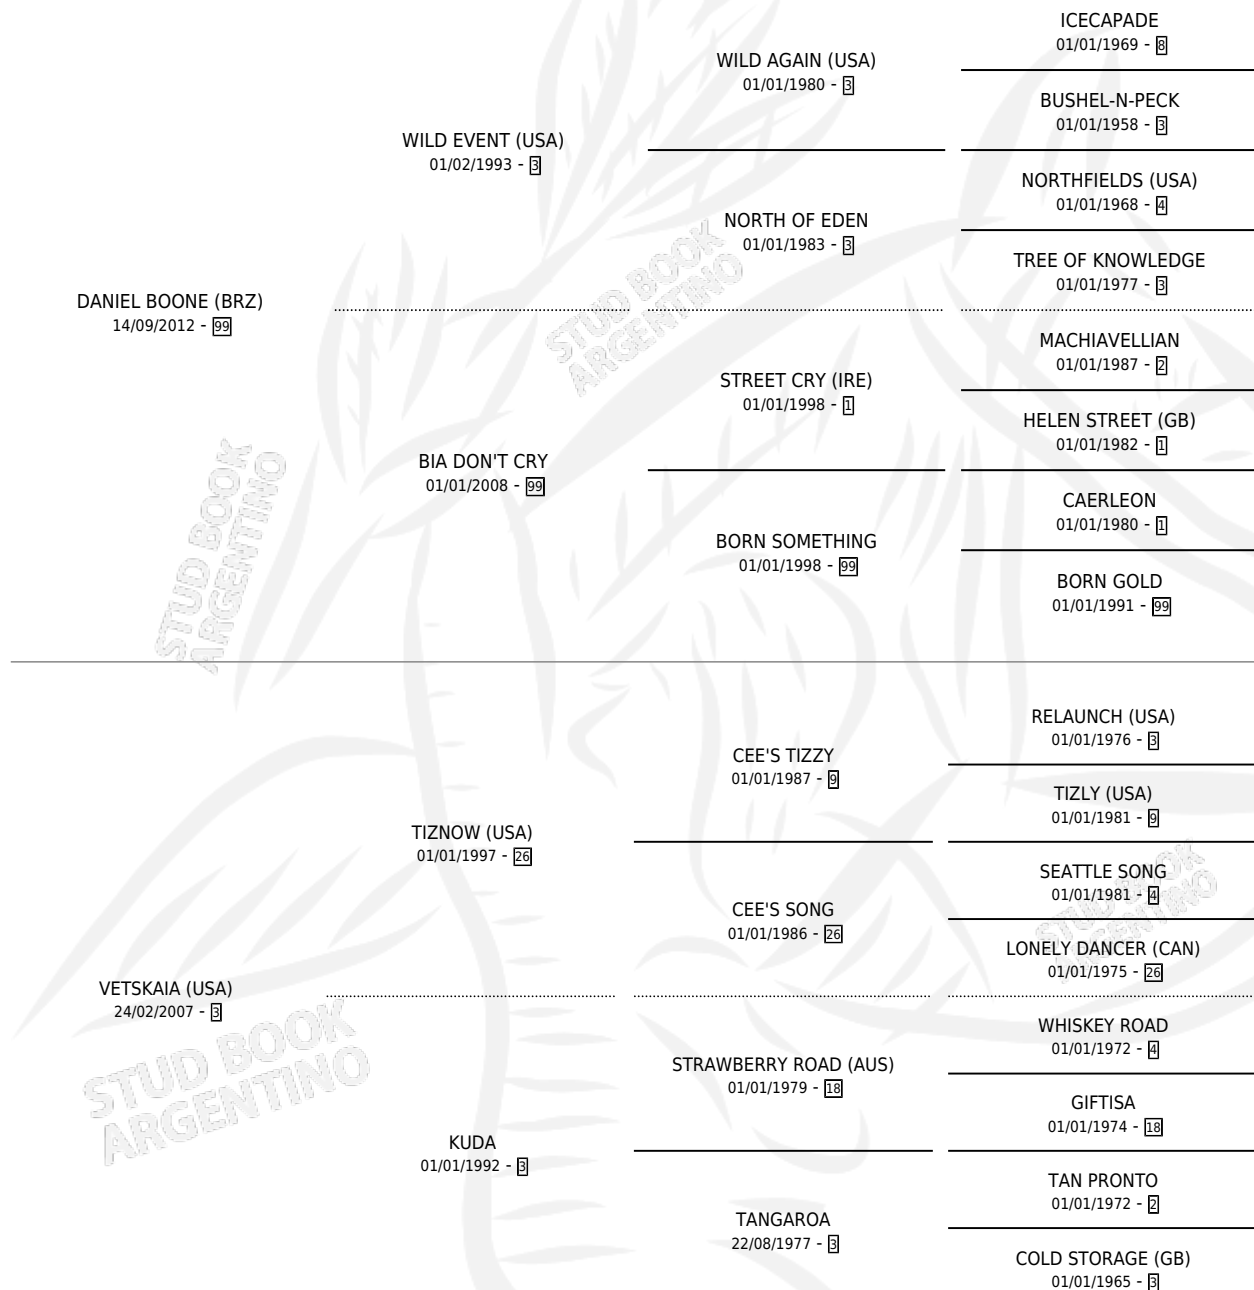 ICECAPADE
01/01/1969 - 8
WILD AGAIN (USA)
01/01/1980 - 3
BUSHEL-N-PECK
01/01/1958 - 3
WILD EVENT (USA)
01/02/1993 - 3
NORTHFIELDS (USA)
01/01/1968 - 4
NORTH OF EDEN
01/01/1983 - 3
TREE OF KNOWLEDGE
01/01/1977 - 3
DANIEL BOONE (BRZ)
14/09/2012 - 99
MACHIAVELLIAN
01/01/1987 - 2
STREET CRY (IRE)
01/01/1998 - 1
HELEN STREET (GB)
01/01/1982 - 1
BIA DON'T CRY
01/01/2008 - 99
CAERLEON
01/01/1980 - 1
BORN SOMETHING
01/01/1998 - 99
BORN GOLD
01/01/1991 - 99
RELAUNCH (USA)
01/01/1976 - 3
CEE'S TIZZY
01/01/1987 - 9
TIZLY (USA)
01/01/1981 - 9
TIZNOW (USA)
01/01/1997 - 26
SEATTLE SONG
01/01/1981 - 4
CEE'S SONG
01/01/1986 - 26
LONELY DANCER (CAN)
01/01/1975 - 26
VETSKAIA (USA)
24/02/2007 - 3
WHISKEY ROAD
01/01/1972 - 4
STRAWBERRY ROAD (AUS)
01/01/1979 - 18
GIFTISA
01/01/1974 - 18
KUDA
01/01/1992 - 3
TAN PRONTO
01/01/1972 - 2
TANGAROA
22/08/1977 - 3
COLD STORAGE (GB)
01/01/1965 - 3
STUD BOOK
ARGENTINO
STUD BOOK
ARGENTINO
STUD BOOK
ARGENTINO
STUD BOOK
ARGENTINO